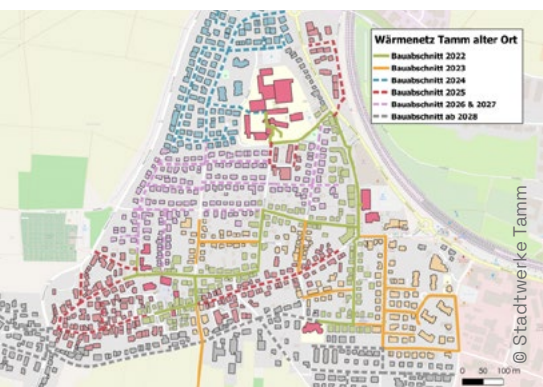 Wärmenetz Tamm alter Ort
Bauabschnitt 2022
Bauabschnitt 2023
Bauabschnitt 2024
Bauabschnitt 2025
Bauabschnitt 2026 & 2027
Bauabschnitt ab 2028
© Stadtwerke Tamm
0 50 100 m